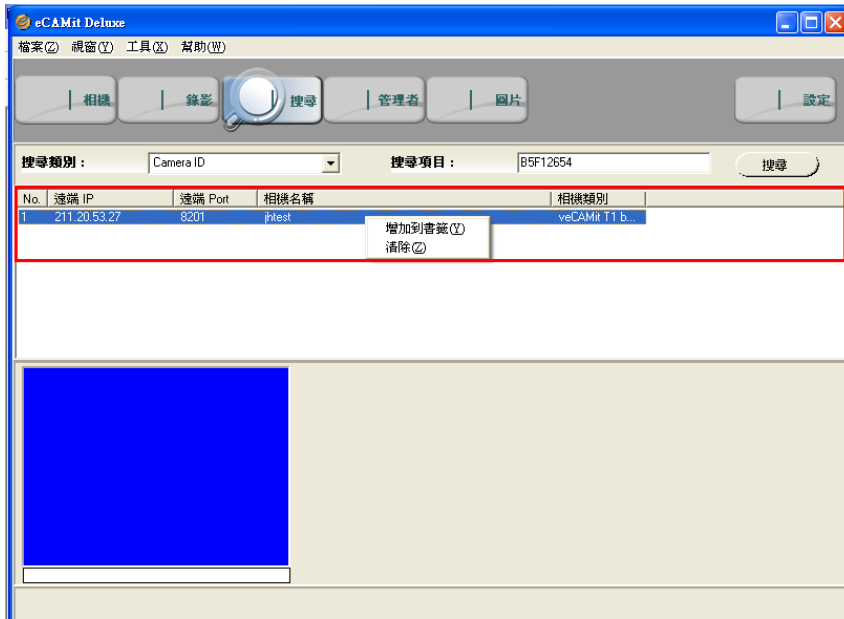 eCAMit Deluxe
檔案(Z) 視窗(Y) 工具(X) 幫助(W)
相機 錄影 搜尋 管理者 圖片 設定
搜尋類別： Camera ID 搜尋項目： B5F12654 搜尋
No. 遠端 IP 遠端 Port 相機名稱 相機類別
1 211.20.53.27 8201 jhtest veCAMit T1 b...
增加到書籤(Y)
清除(Z)